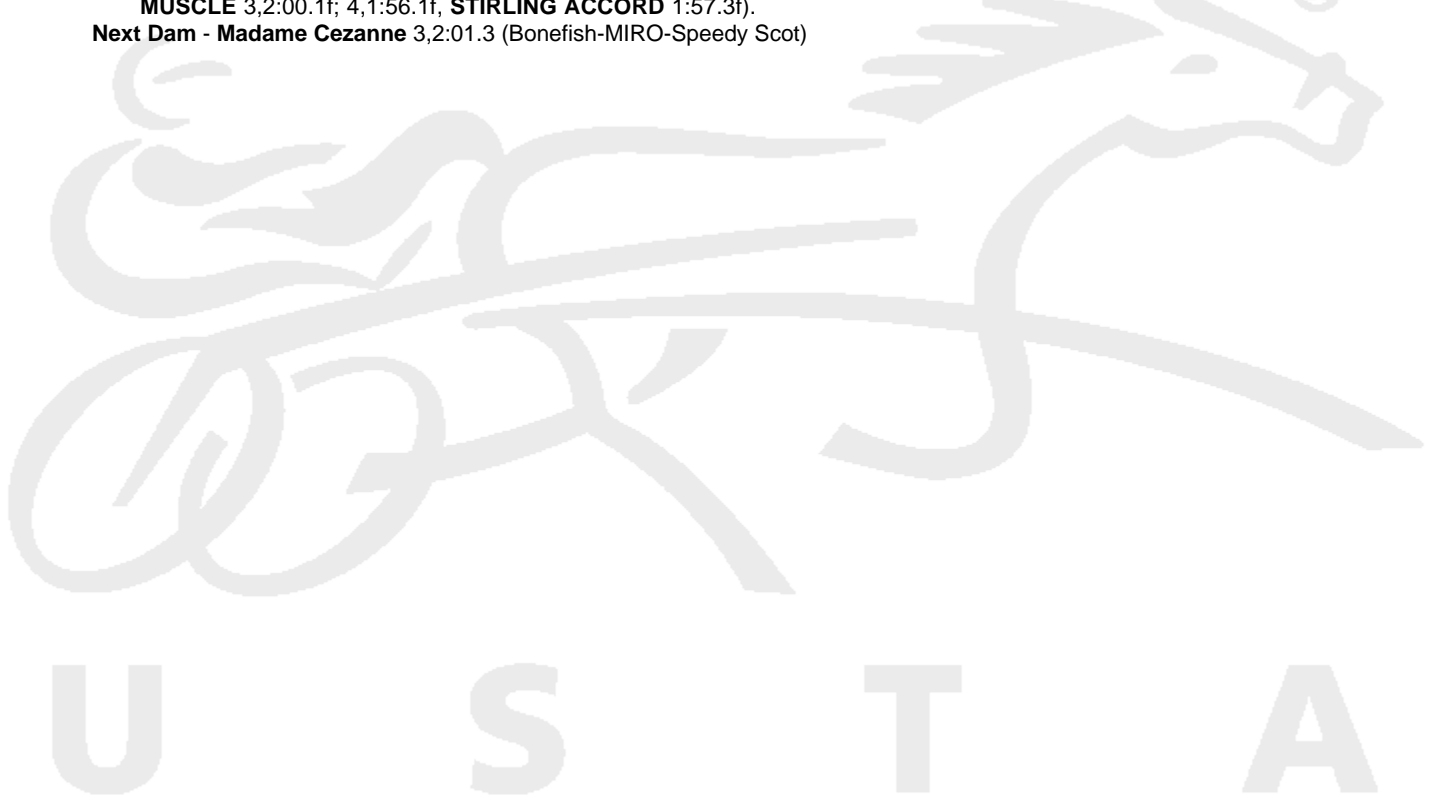 MUSCLE 3,2:00.1f; 4,1:56.1f, STIRLING ACCORD 1:57.3f).
Next Dam - Madame Cezanne 3,2:01.3 (Bonefish-MIRO-Speedy Scot)
U S T A